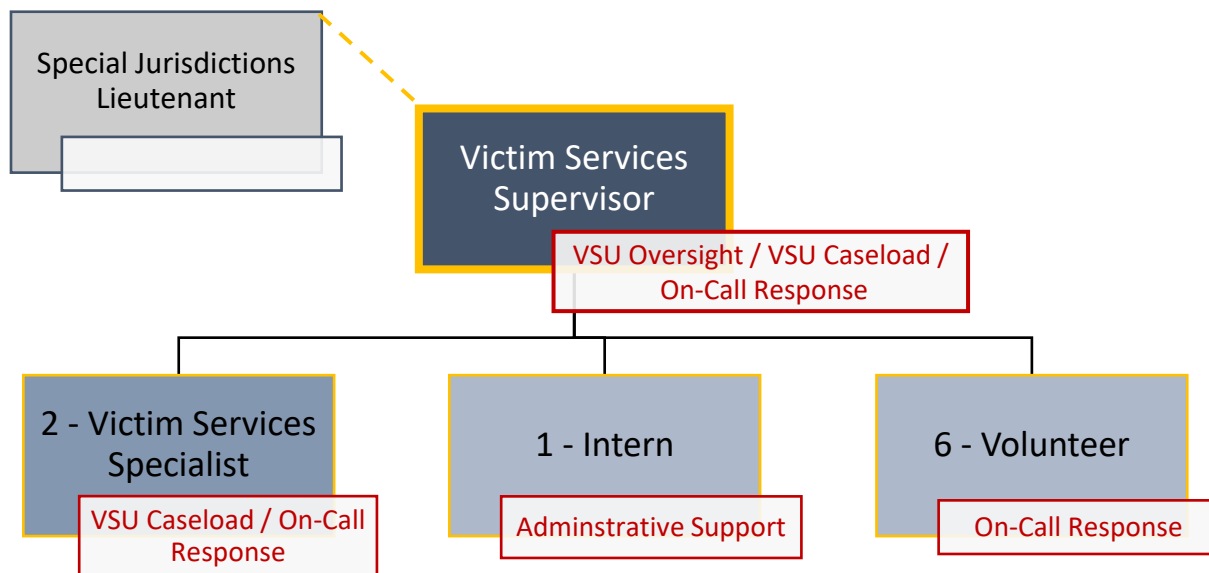 Special Jurisdictions
Lieutenant
Victim Services
Supervisor
VSU Oversight / VSU Caseload /
On-Call Response
2 - Victim Services
Specialist
VSU Caseload / On-Call
Response
1 - Intern
Adminstrative Support
6 - Volunteer
On-Call Response